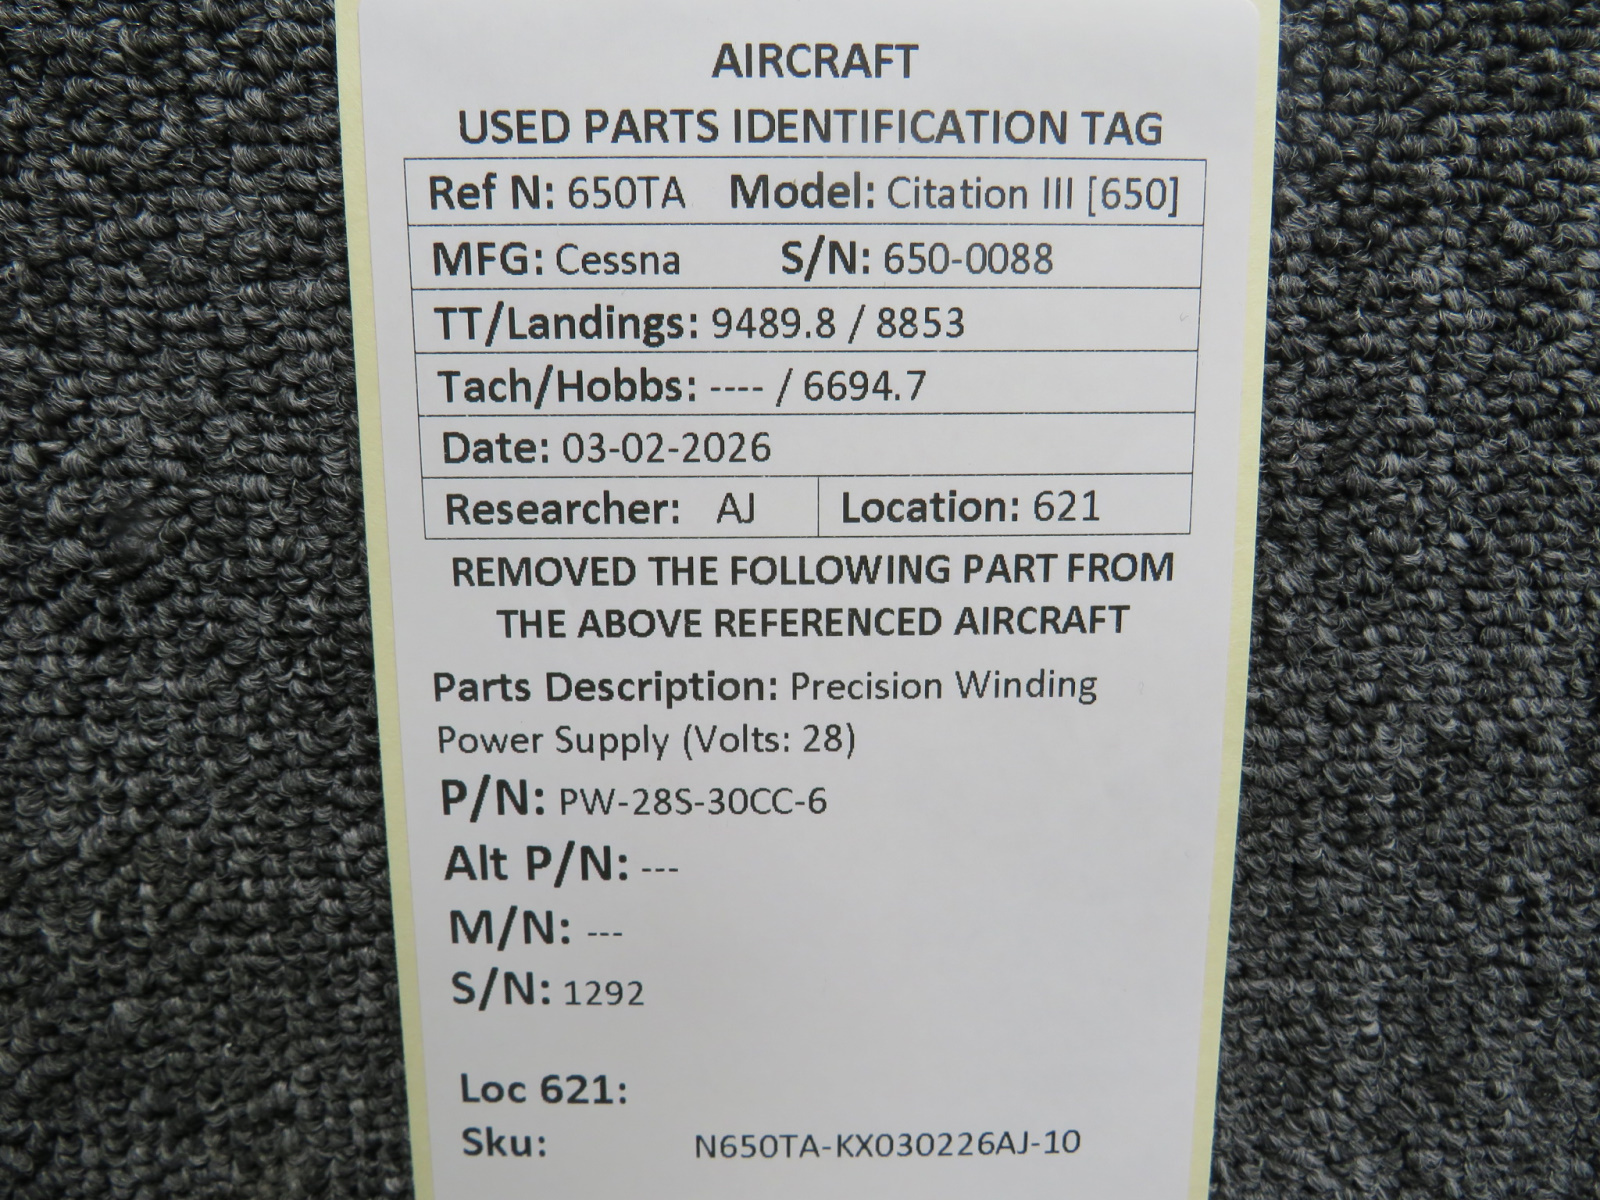 AIRCRAFT
USED PARTS IDENTIFICATION TAG
Ref N: 650TA Model: Citation III [650]
MFG: Cessna S/N: 650-0088
TT/Landings: 9489.8 / 8853
Tach/Hobbs: ---- / 6694.7
Date: 03-02-2026
Researcher: AJ Location: 621
REMOVED THE FOLLOWING PART FROM
THE ABOVE REFERENCED AIRCRAFT
Parts Description: Precision Winding
Power Supply (Volts: 28)
P/N: PW-28S-30CC-6
Alt P/N: ---
M/N: ---
S/N: 1292
Loc 621:
Sku: N650TA-KX030226AJ-10